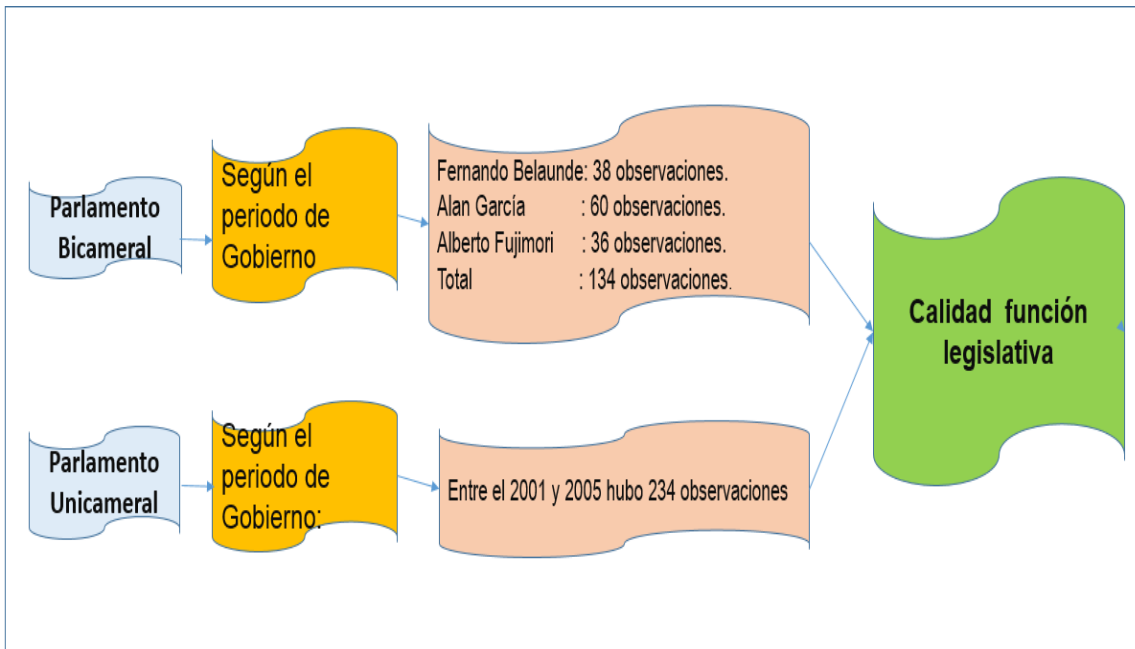 Parlamento
Bicameral
Según el
periodo de
Gobierno
Fernando Belaunde: 38 observaciones.
Alan García : 60 observaciones.
Alberto Fujimori : 36 observaciones.
Total : 134 observaciones.
Calidad función
legislativa
Parlamento
Unicameral
Según el
periodo de
Gobierno:
Entre el 2001 y 2005 hubo 234 observaciones